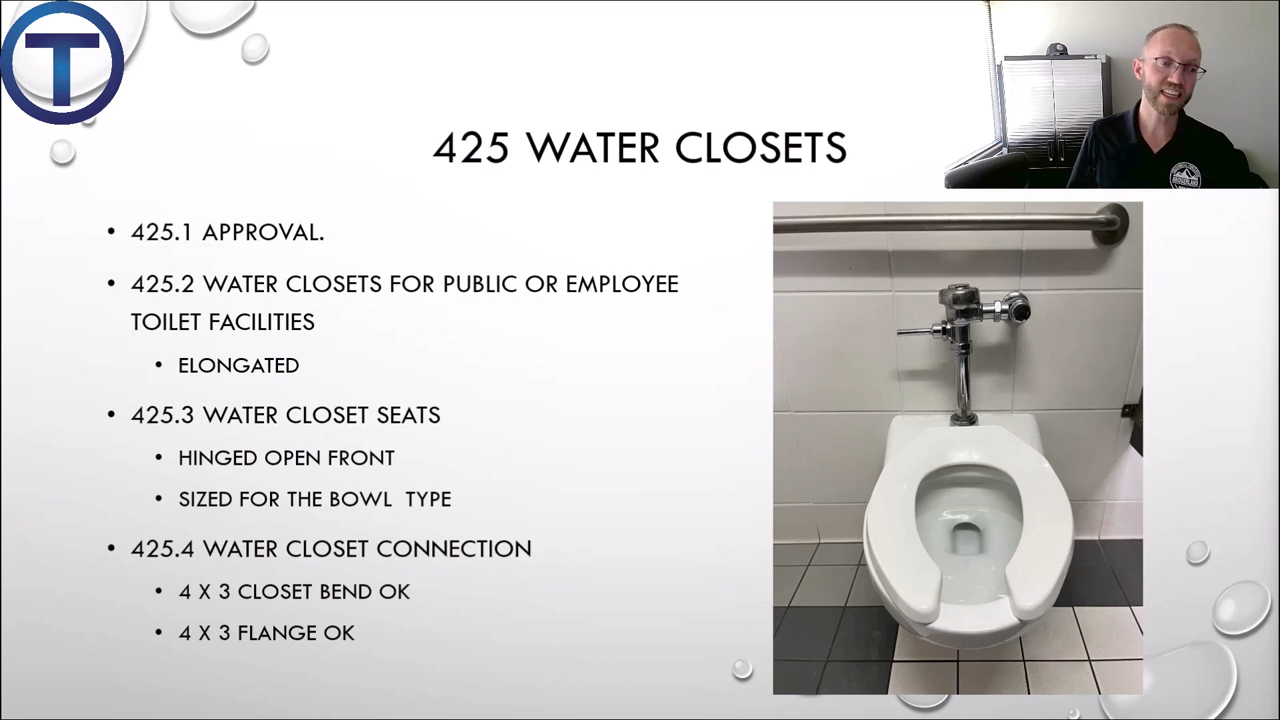 T
425 WATER CLOSETS
• 425.1 APPROVAL.
• 425.2 WATER CLOSETS FOR PUBLIC OR EMPLOYEE
TOILET FACILITIES
• ELONGATED
• 425.3 WATER CLOSET SEATS
• HINGED OPEN FRONT
• SIZED FOR THE BOWL TYPE
• 425.4 WATER CLOSET CONNECTION
• 4 X 3 CLOSET BEND OK
• 4 X 3 FLANGE OK